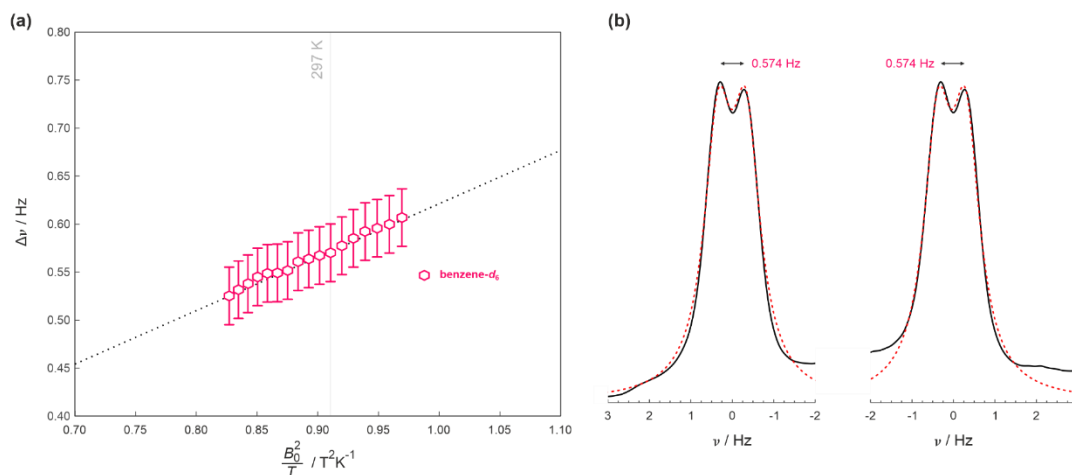 (a)
0.80
0.75
0.70
0.65
0.60
0.55
0.50
0.45
0.40
Δν / Hz
297 K
benzene-d₆
0.70 0.75 0.80 0.85 0.90 0.95 1.00 1.05 1.10
B₀²/T / T²K⁻¹
(b)
0.574 Hz 0.574 Hz
3 2 1 0 -1 -2 -2 -1 0 1 2
ν / Hz ν / Hz